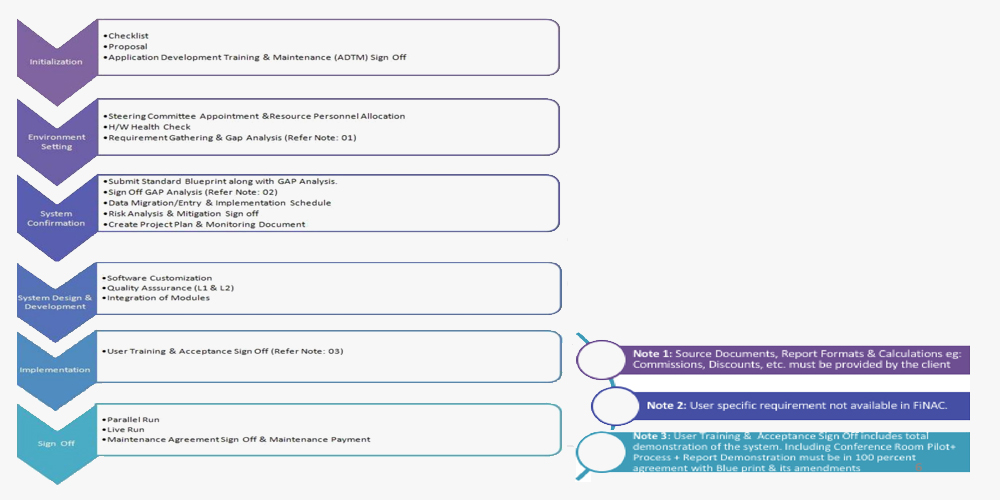 Initialization
•Checklist
•Proposal
•Application Development Training & Maintenance (ADTM) Sign Off
Environment
Setting
•Steering Committee Appointment &Resource Personnel Allocation
•H/W Health Check
•Requirement Gathering & Gap Analysis (Refer Note: 01)
System
Confirmation
•Submit Standard Blueprint along with GAP Analysis.
•Sign Off GAP Analysis (Refer Note: 02)
•Data Migration/Entry & Implementation Schedule
•Risk Analysis & Mitigation Sign off
•Create Project Plan & Monitoring Document
System Design &
Development
•Software Customization
•Quality Asssurance (L1 & L2)
•Integration of Modules
Implementation
•User Training & Acceptance Sign Off (Refer Note: 03)
Sign Off
•Parallel Run
•Live Run
•Maintenance Agreement Sign Off & Maintenance Payment
Note 1: Source Documents, Report Formats & Calculations eg:
Commissions, Discounts, etc. must be provided by the client
Note 2: User specific requirement not available in FiNAC.
Note 3: User Training & Acceptance Sign Off includes total
demonstration of the system. Including Conference Room Pilot+
Process + Report Demonstration must be in 100 percent
agreement with Blue print & its amendments